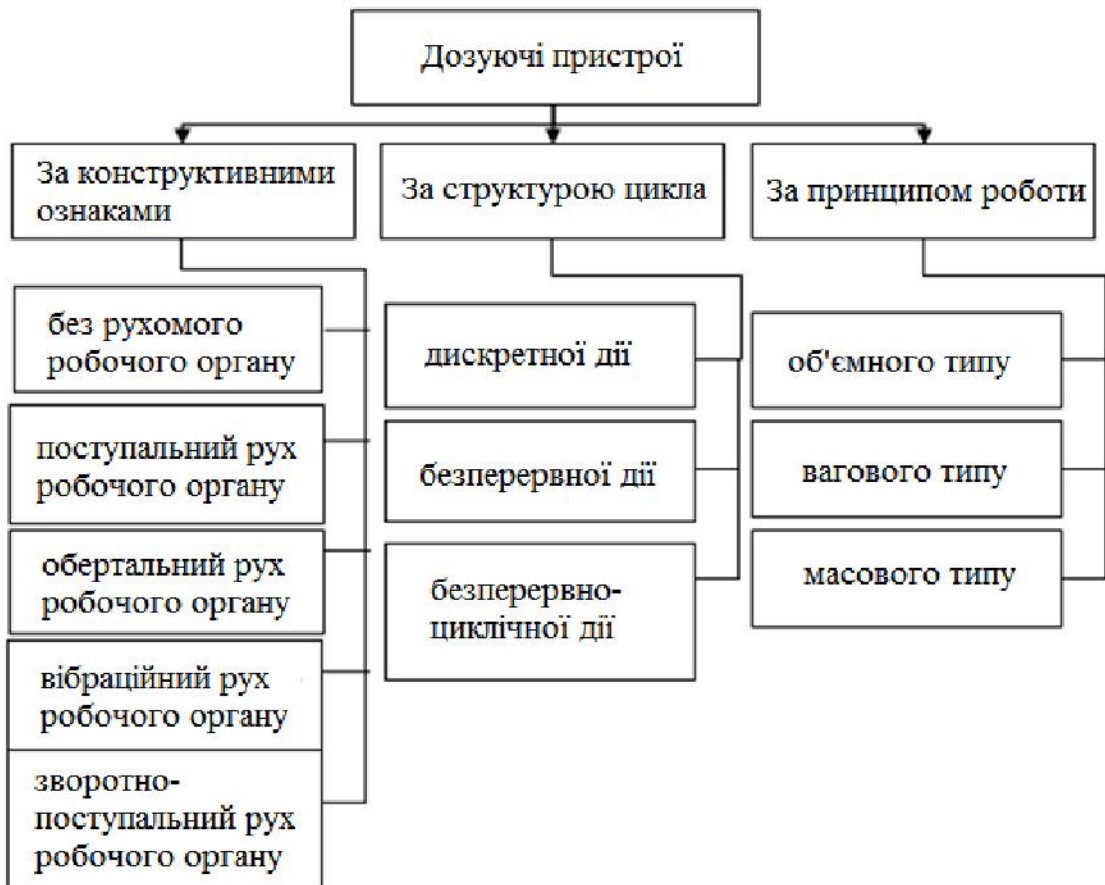 Дозуючі пристрої
За конструктивними
ознаками
За структурою цикла
За принципом роботи
без рухомого
робочого органу
поступальний рух
робочого органу
обертальний рух
робочого органу
вібраційний рух
робочого органу
зворотно-
поступальний рух
робочого органу
дискретної дії
безперервної дії
безперервно-
циклічної дії
об'ємного типу
вагового типу
масового типу